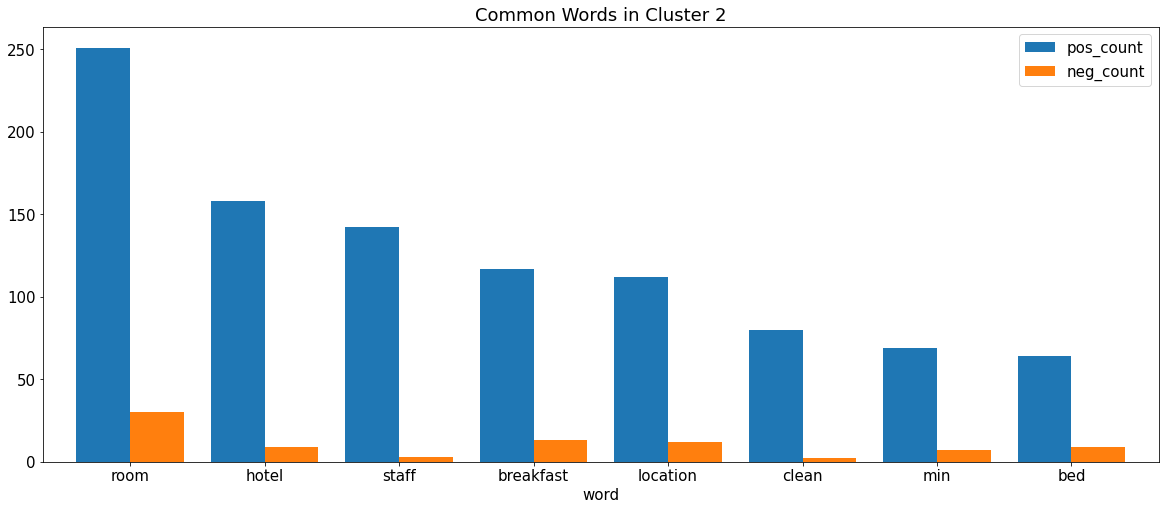 Common Words in Cluster 2
pos_count
neg_count
250
200
150
100
50
0
room hotel staff breakfast location clean min bed
word